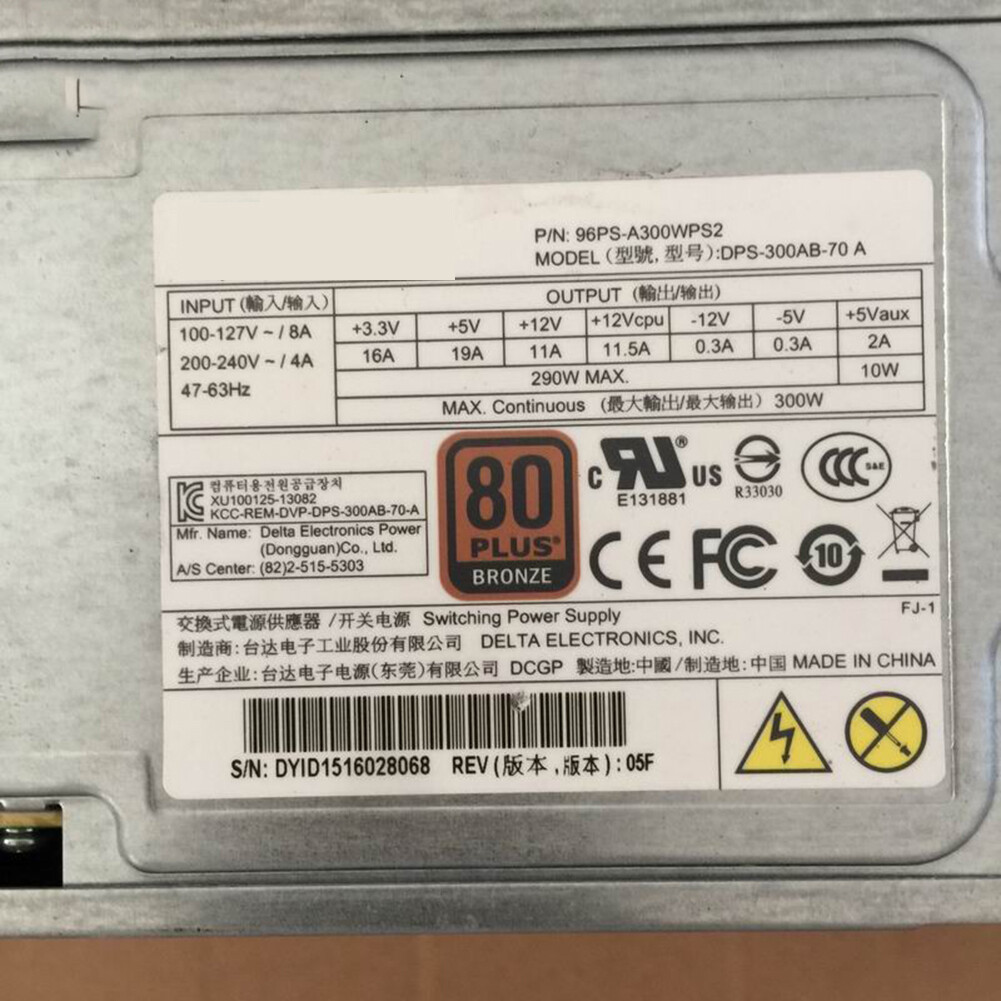 P/N: 96PS-A300WPS2
MODEL (型號, 型号):DPS-300AB-70 A
INPUT (輸入/输入)
100-127V ~ / 8A
200-240V ~ / 4A
47-63Hz
OUTPUT (輸出/输出)
+3.3V +5V +12V +12Vcpu -12V -5V +5Vaux
16A 19A 11A 11.5A 0.3A 0.3A 2A
290W MAX. 10W
MAX. Continuous (最大輸出/最大输出) 300W
컴퓨터용전원공급장치
XU100125-13082
KCC-REM-DVP-DPS-300AB-70-A
Mfr. Name: Delta Electronics Power
(Dongguan)Co., Ltd.
A/S Center: (82)2-515-5303
80
PLUS®
BRONZE
c RU® US
E131881
R33030
CCC S&E
CE FC 10
FJ-1
交換式電源供應器 /开关电源 Switching Power Supply
制造商:台达电子工业股份有限公司 DELTA ELECTRONICS, INC.
生产企业:台达电子电源(东莞)有限公司 DCGP 製造地:中國/制造地:中国 MADE IN CHINA
S/N: DYID1516028068 REV(版本,版本):05F